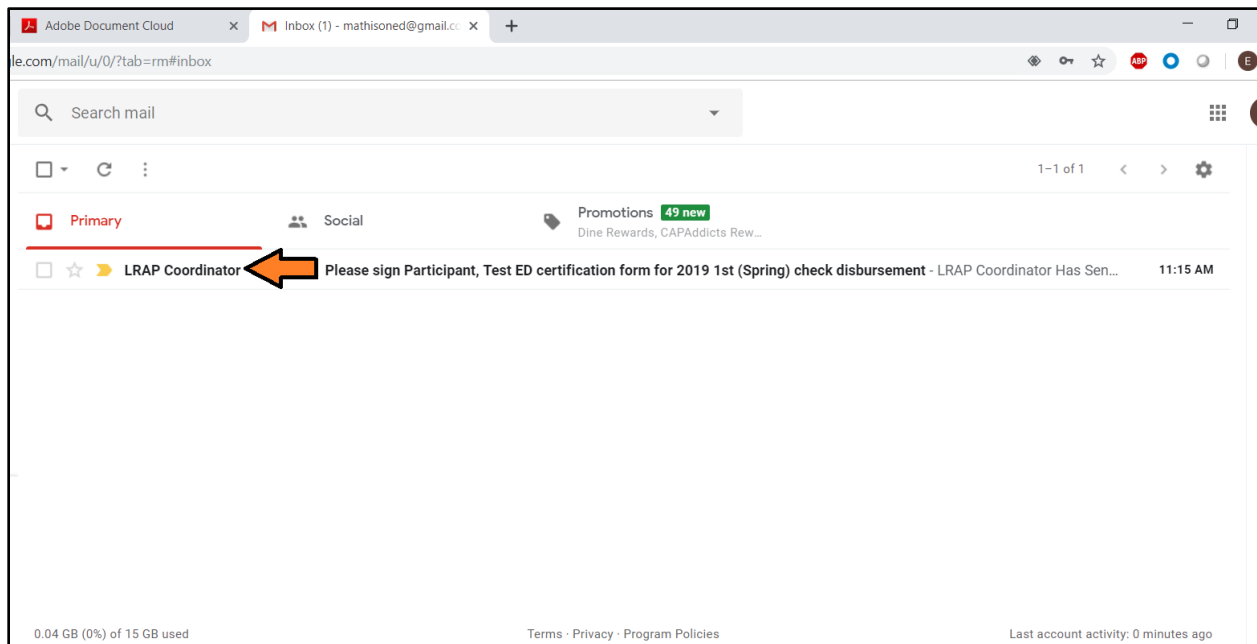 Adobe Document Cloud
Inbox (1) - mathisoned@gmail.cc
le.com/mail/u/0/?tab=rm#inbox
ABP
E
Search mail
1–1 of 1
Primary
Social
Promotions 49 new
Dine Rewards, CAPAddicts Rew...
LRAP Coordinator Please sign Participant, Test ED certification form for 2019 1st (Spring) check disbursement - LRAP Coordinator Has Sen... 11:15 AM
0.04 GB (0%) of 15 GB used
Terms · Privacy · Program Policies
Last account activity: 0 minutes ago